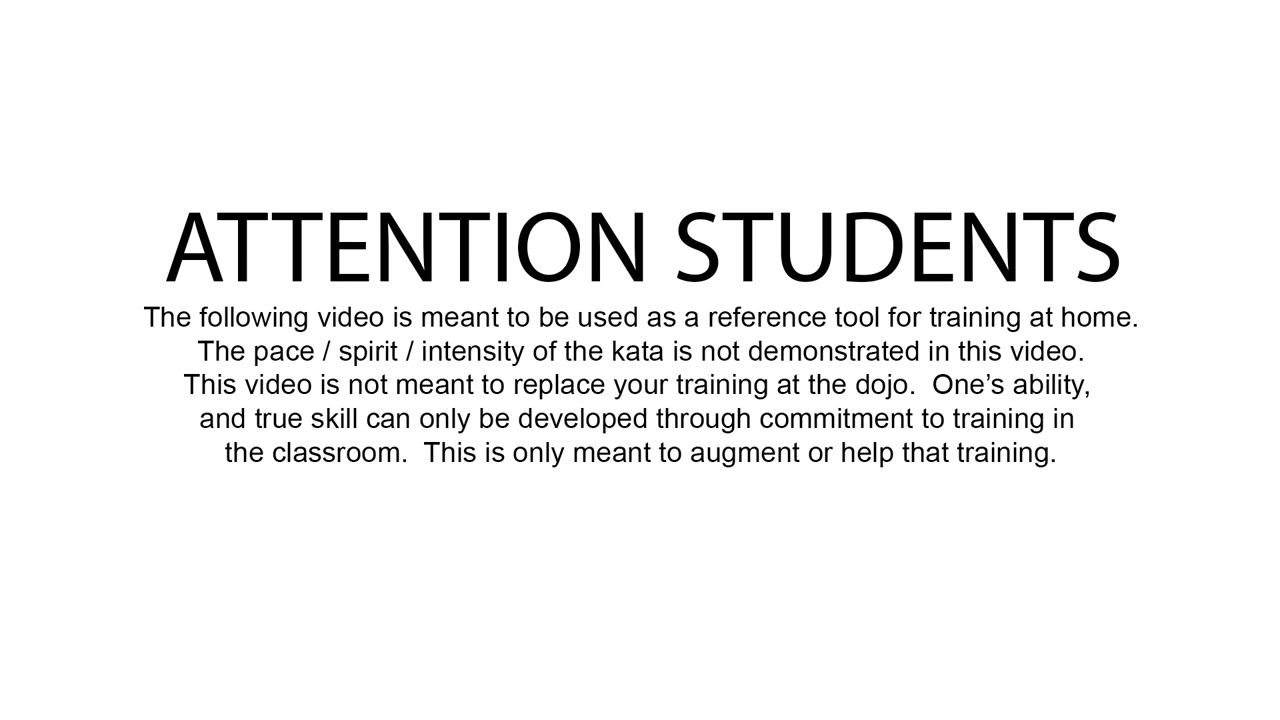 ATTENTION STUDENTS
The following video is meant to be used as a reference tool for training at home.
The pace / spirit / intensity of the kata is not demonstrated in this video.
This video is not meant to replace your training at the dojo.  One’s ability,
and true skill can only be developed through commitment to training in
the classroom.  This is only meant to augment or help that training.